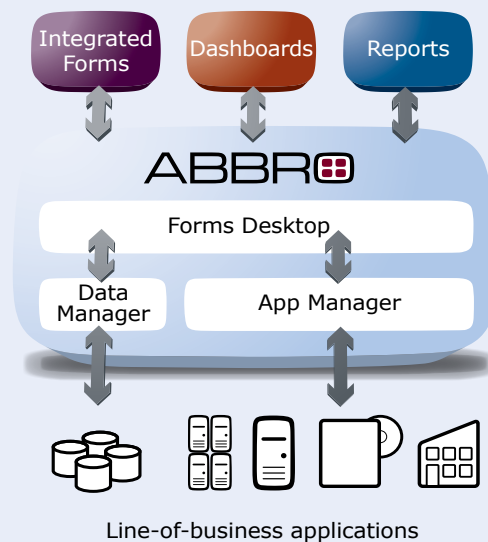 Integrated
Forms
Dashboards
Reports
ABBRO
Forms Desktop
Data
Manager
App Manager
Line-of-business applications